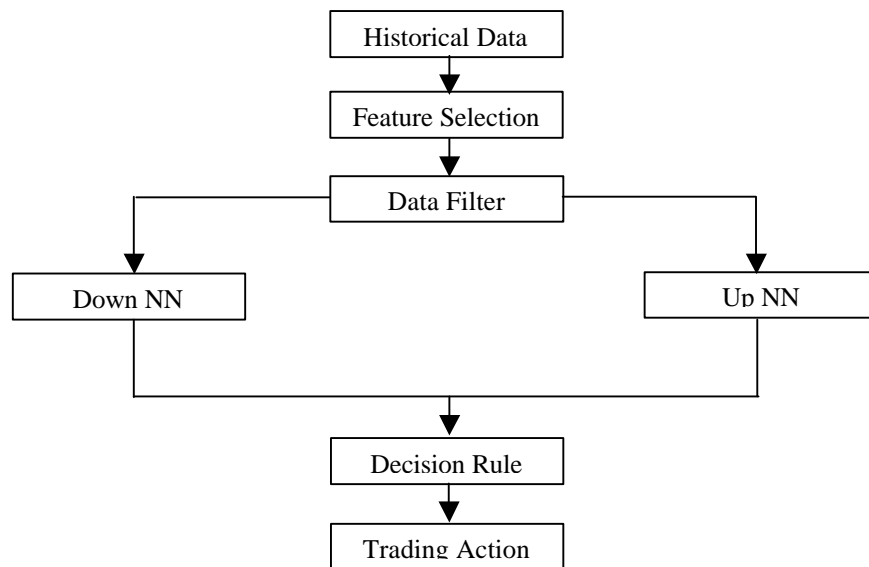 Historical Data
Feature Selection
Data Filter
Down NN
Up NN
Decision Rule
Trading Action